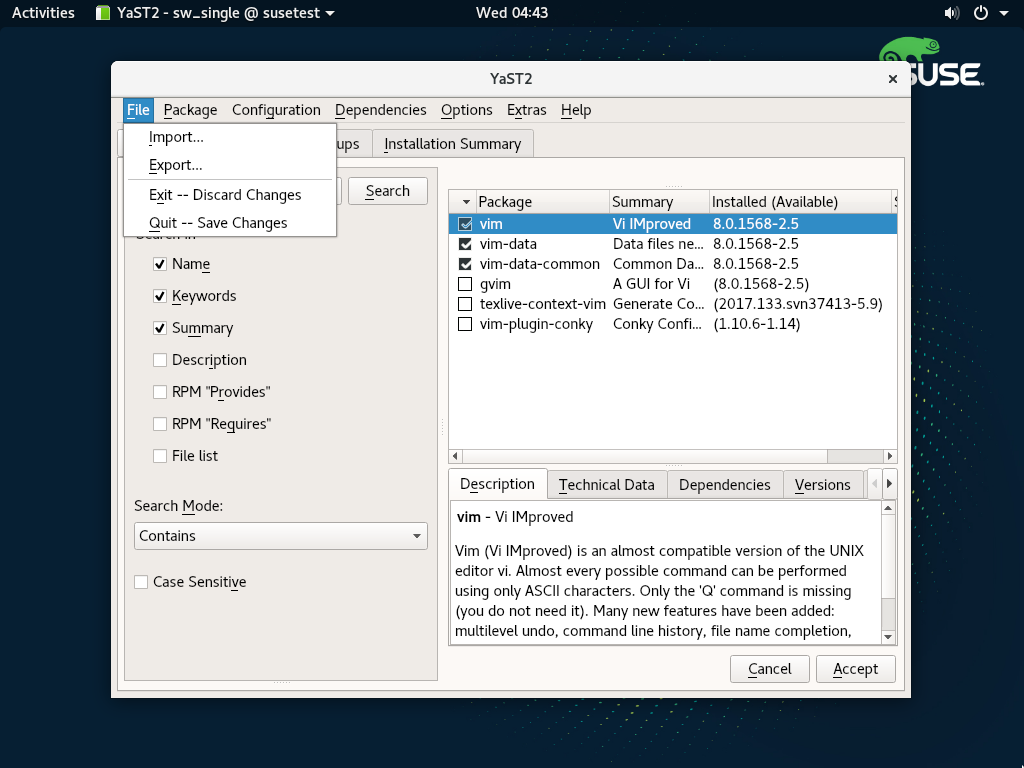 Activities YaST2 - sw_single @ susetest Wed 04:43
SUSE
YaST2
File Package Configuration Dependencies Options Extras Help
Import...
Export...
Exit -- Discard Changes
Quit -- Save Changes
Installation Summary
Search
Name
Keywords
Summary
Description
RPM "Provides"
RPM "Requires"
File list
Search Mode:
Contains
Case Sensitive
Package Summary Installed (Available)
vim Vi IMproved 8.0.1568-2.5
vim-data Data files ne... 8.0.1568-2.5
vim-data-common Common Da... 8.0.1568-2.5
gvim A GUI for Vi (8.0.1568-2.5)
texlive-context-vim Generate Co... (2017.133.svn37413-5.9)
vim-plugin-conky Conky Confi... (1.10.6-1.14)
Description Technical Data Dependencies Versions
vim - Vi IMproved
Vim (Vi IMproved) is an almost compatible version of the UNIX
editor vi. Almost every possible command can be performed
using only ASCII characters. Only the 'Q' command is missing
(you do not need it). Many new features have been added:
multilevel undo, command line history, file name completion,
Cancel Accept